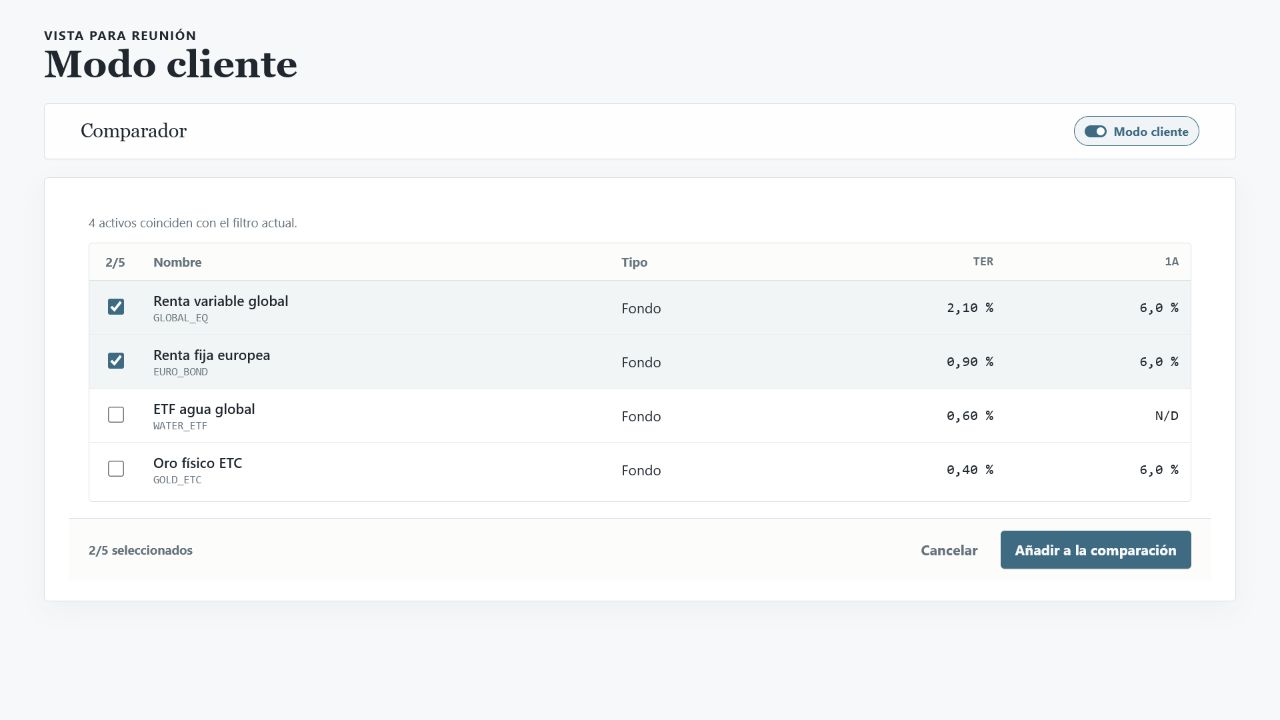 VISTA PARA REUNIÓN
Modo cliente
Comparador
Modo cliente
4 activos coinciden con el filtro actual.
2/5 Nombre Tipo TER 1A
Renta variable global Fondo 2,10 % 6,0 %
GLOBAL_EQ
Renta fija europea Fondo 0,90 % 6,0 %
EURO_BOND
ETF agua global Fondo 0,60 % N/D
WATER_ETF
Oro físico ETC Fondo 0,40 % 6,0 %
GOLD_ETC
2/5 seleccionados Cancelar Añadir a la comparación